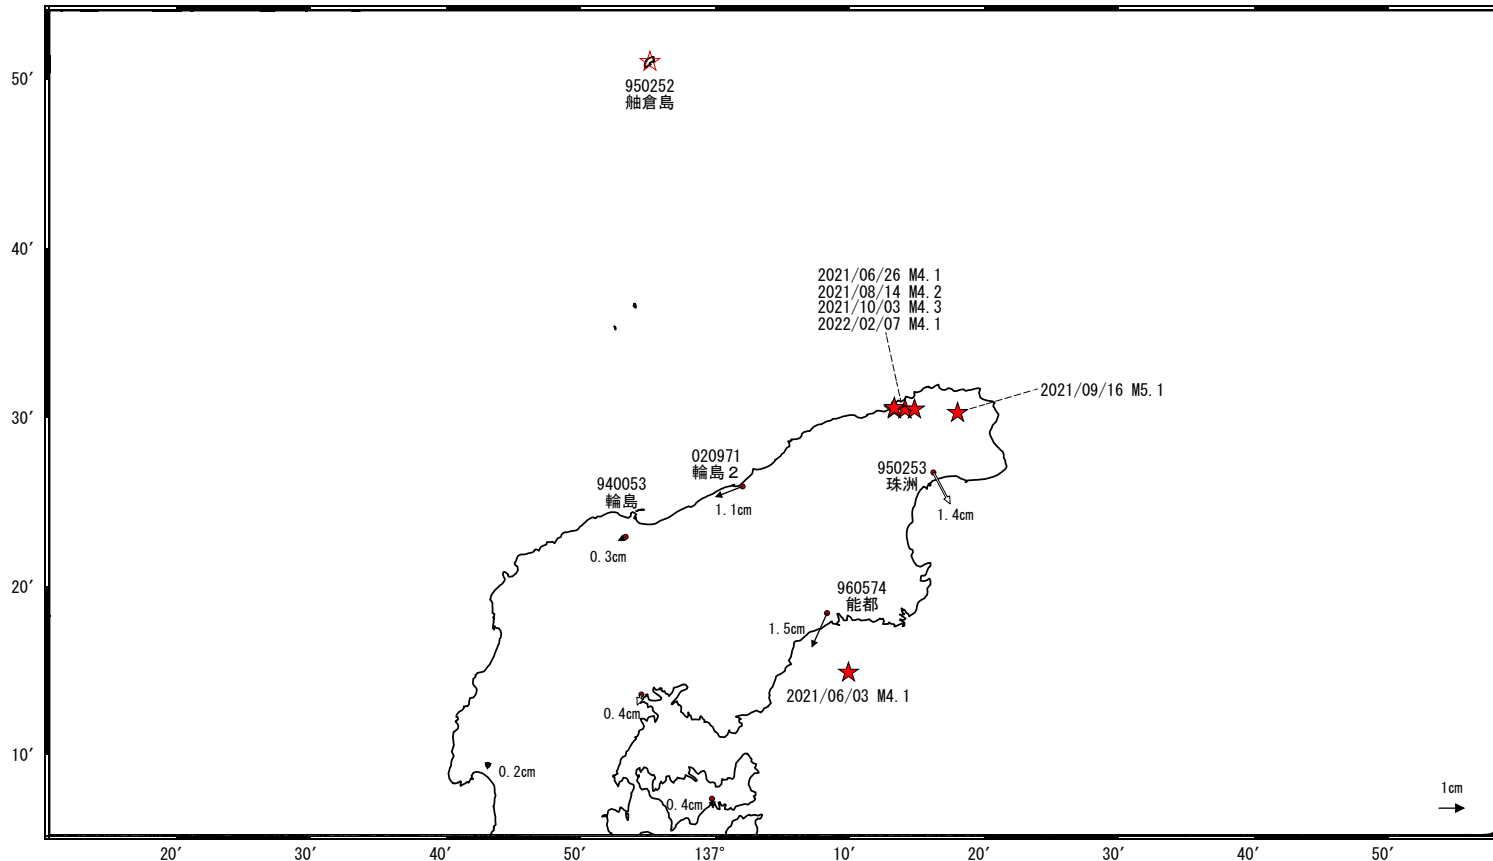 50′
950252
舳倉島
40′
2021/06/26 M4.1
2021/08/14 M4.2
2021/10/03 M4.3
2022/02/07 M4.1
2021/09/16 M5.1
30′
020971
輪島２
950253
珠洲
940053
輪島
1.1cm
1.4cm
0.3cm
20′
960574
能都
1.5cm
2021/06/03 M4.1
0.4cm
10′
0.2cm
0.4cm
1cm
20′
30′
40′
50′
137°
10′
20′
30′
40′
50′